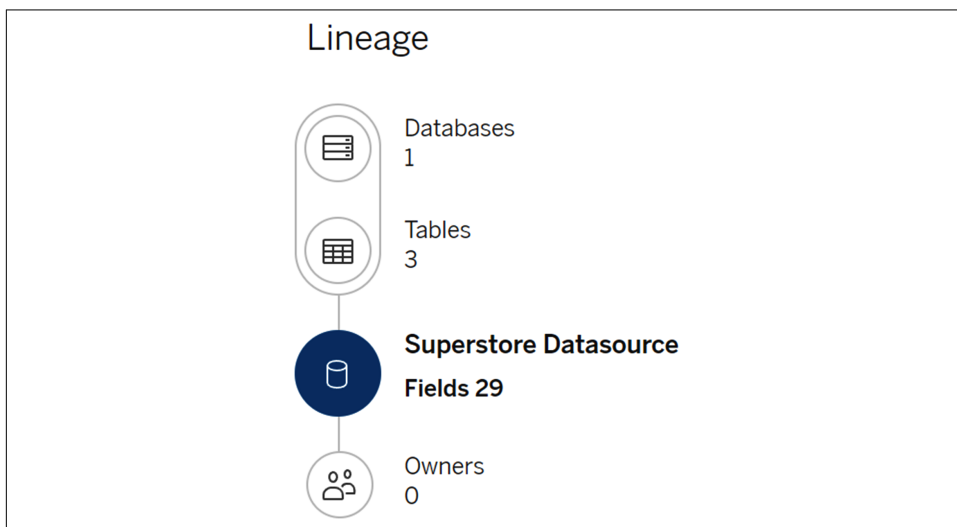 Lineage
Databases
1
Tables
3
Superstore Datasource
Fields 29
Owners
0